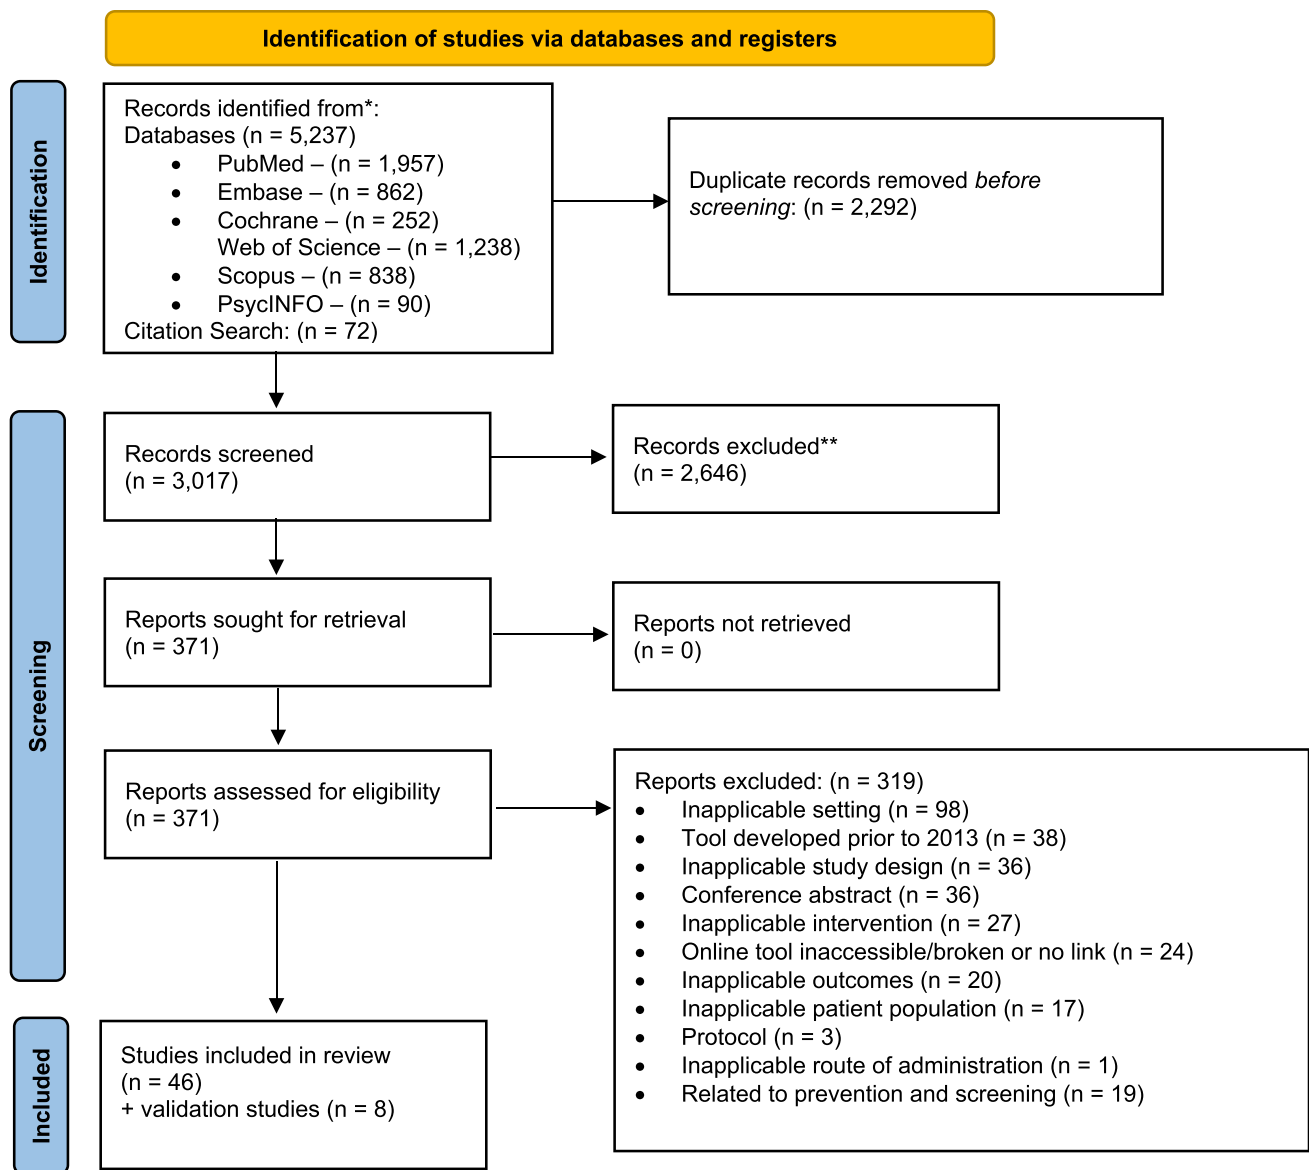 Identification of studies via databases and registers
Identification
Records identified from*:
Databases (n = 5,237)
• PubMed – (n = 1,957)
• Embase – (n = 862)
• Cochrane – (n = 252)
Web of Science – (n = 1,238)
• Scopus – (n = 838)
• PsycINFO – (n = 90)
Citation Search: (n = 72)
Duplicate records removed before
screening: (n = 2,292)
Screening
Records screened
(n = 3,017)
Records excluded**
(n = 2,646)
Reports sought for retrieval
(n = 371)
Reports not retrieved
(n = 0)
Reports assessed for eligibility
(n = 371)
Reports excluded: (n = 319)
• Inapplicable setting (n = 98)
• Tool developed prior to 2013 (n = 38)
• Inapplicable study design (n = 36)
• Conference abstract (n = 36)
• Inapplicable intervention (n = 27)
• Online tool inaccessible/broken or no link (n = 24)
• Inapplicable outcomes (n = 20)
• Inapplicable patient population (n = 17)
• Protocol (n = 3)
• Inapplicable route of administration (n = 1)
• Related to prevention and screening (n = 19)
Included
Studies included in review
(n = 46)
+ validation studies (n = 8)